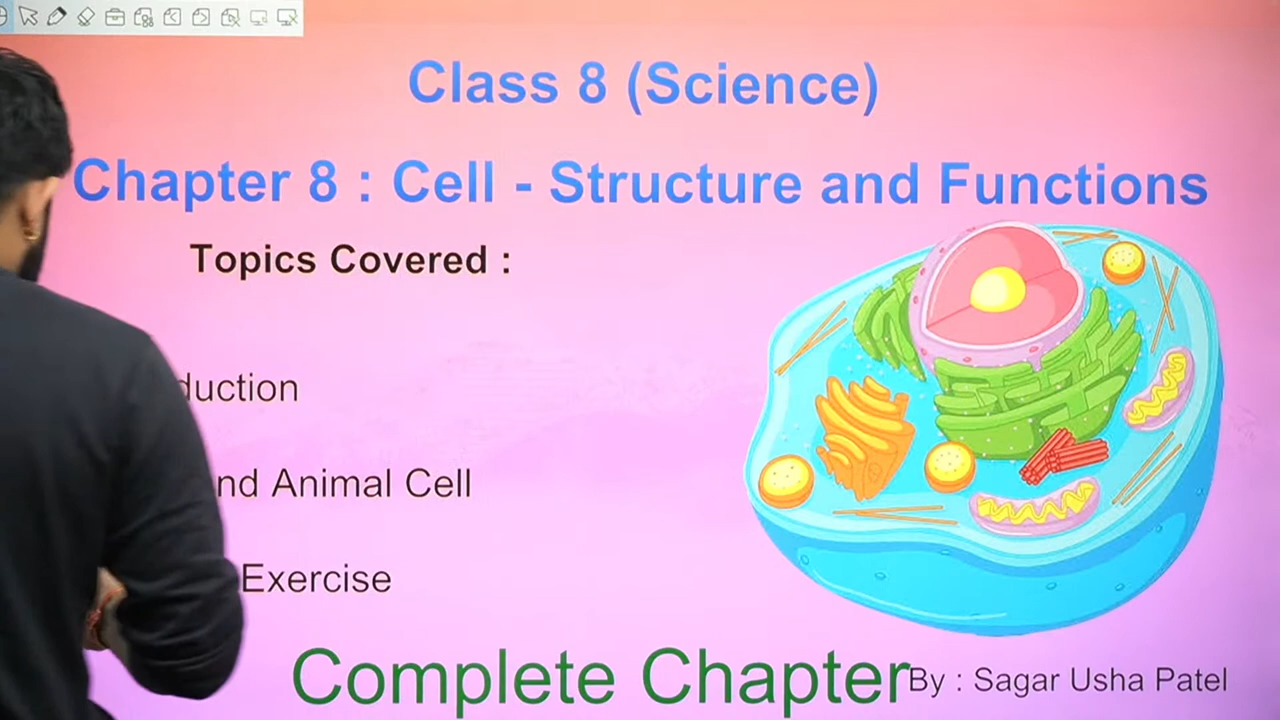 Class 8 (Science)
Chapter 8 : Cell - Structure and Functions
Topics Covered :
duction
nd Animal Cell
Exercise
Complete Chapter
By : Sagar Usha Patel